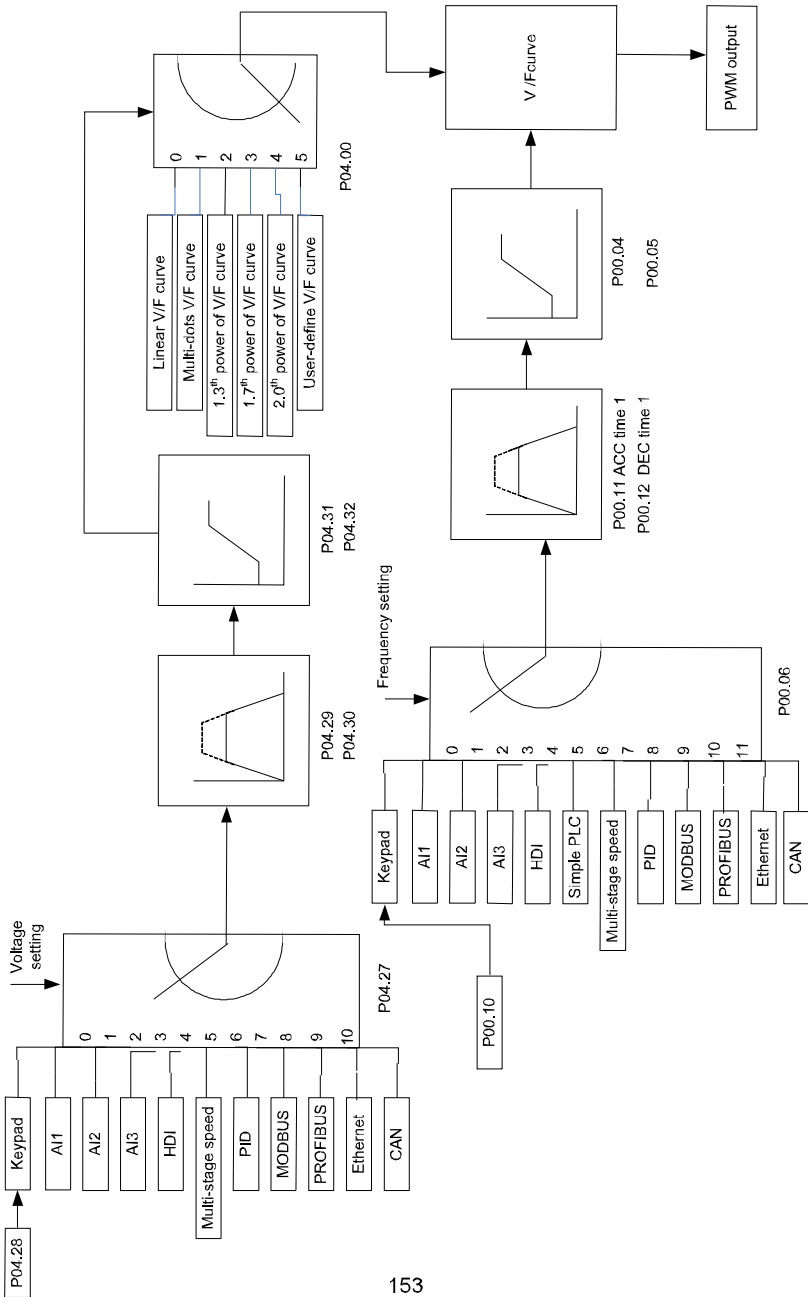 Voltage
setting
P04.28
Keypad
AI1
AI2
AI3
HDI
Multi-stage speed
PID
MODBUS
PROFIBUS
Ethernet
CAN
0
1
2
3
4
5
6
7
8
9
10
P04.27
P04.29
P04.30
P04.31
P04.32
Linear V/F curve
Multi-dots V/F curve
1.3th power of V/F curve
1.7th power of V/F curve
2.0th power of V/F curve
User-define V/F curve
0
1
2
3
4
5
P04.00
Frequency setting
P00.10
Keypad
AI1
AI2
AI3
HDI
Simple PLC
Multi-stage speed
PID
MODBUS
PROFIBUS
Ethernet
CAN
0
1
2
3
4
5
6
7
8
9
10
11
P00.06
P00.11 ACC time 1
P00.12 DEC time 1
P00.04
P00.05
V /Fcurve
PWM output
153